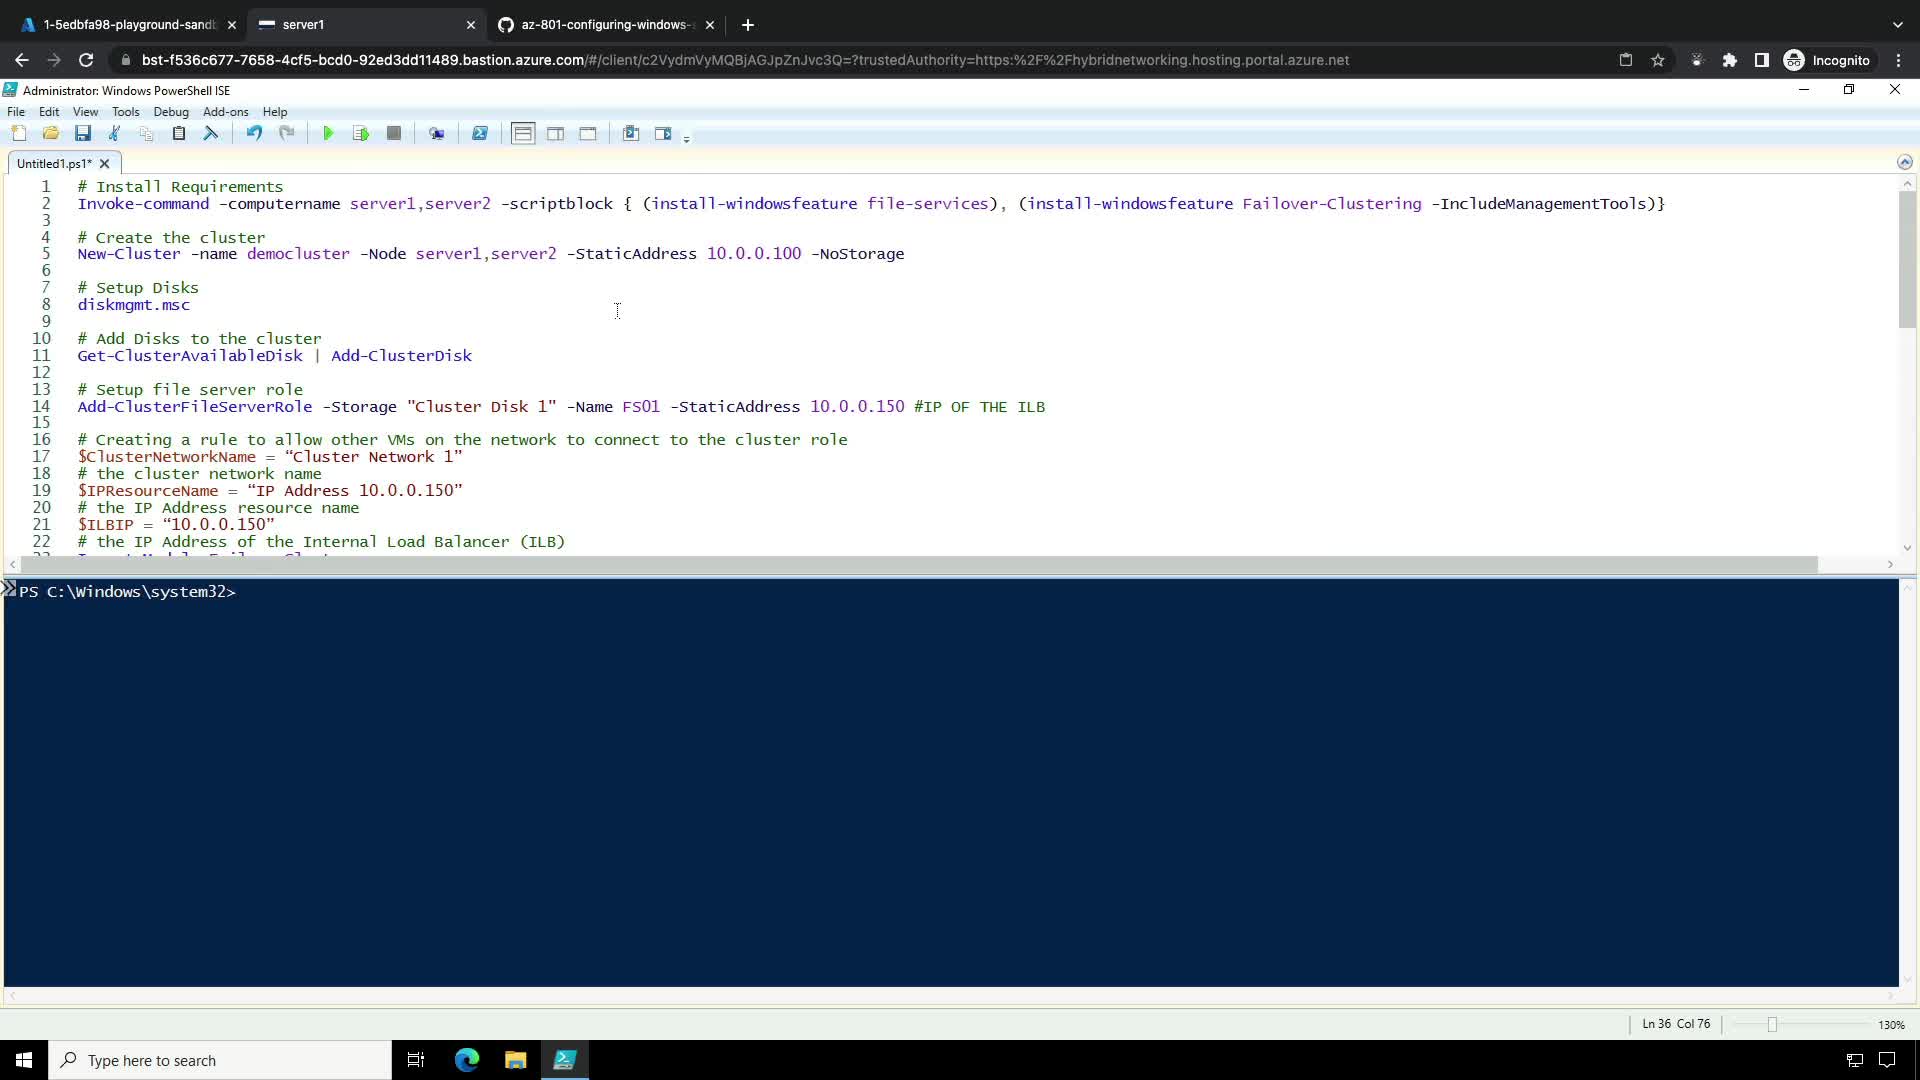 1-5edbfa98-playground-sandb
server1
az-801-configuring-windows-s
bst-f536c677-7658-4cf5-bcd0-92ed3dd11489.bastion.azure.com/#/client/c2VydmVyMQBjAGJpZnJvc3Q=?trustedAuthority=https:%2F%2Fhybridnetworking.hosting.portal.azure.net
Incognito
Administrator: Windows PowerShell ISE
File Edit View Tools Debug Add-ons Help
Untitled1.ps1*
1 # Install Requirements
2 Invoke-command -computername server1,server2 -scriptblock { (install-windowsfeature file-services), (install-windowsfeature Failover-Clustering -IncludeManagementTools)}
3
4 # Create the cluster
5 New-Cluster -name democluster -Node server1,server2 -StaticAddress 10.0.0.100 -NoStorage
6
7 # Setup Disks
8 diskmgmt.msc
9
10 # Add Disks to the cluster
11 Get-ClusterAvailableDisk | Add-ClusterDisk
12
13 # Setup file server role
14 Add-ClusterFileServerRole -Storage "Cluster Disk 1" -Name FS01 -StaticAddress 10.0.0.150 #IP OF THE ILB
15
16 # Creating a rule to allow other VMs on the network to connect to the cluster role
17 $ClusterNetworkName = “Cluster Network 1”
18 # the cluster network name
19 $IPResourceName = “IP Address 10.0.0.150”
20 # the IP Address resource name
21 $ILBIP = “10.0.0.150”
22 # the IP Address of the Internal Load Balancer (ILB)
PS C:\Windows\system32>
Ln 36 Col 76
130%
Type here to search